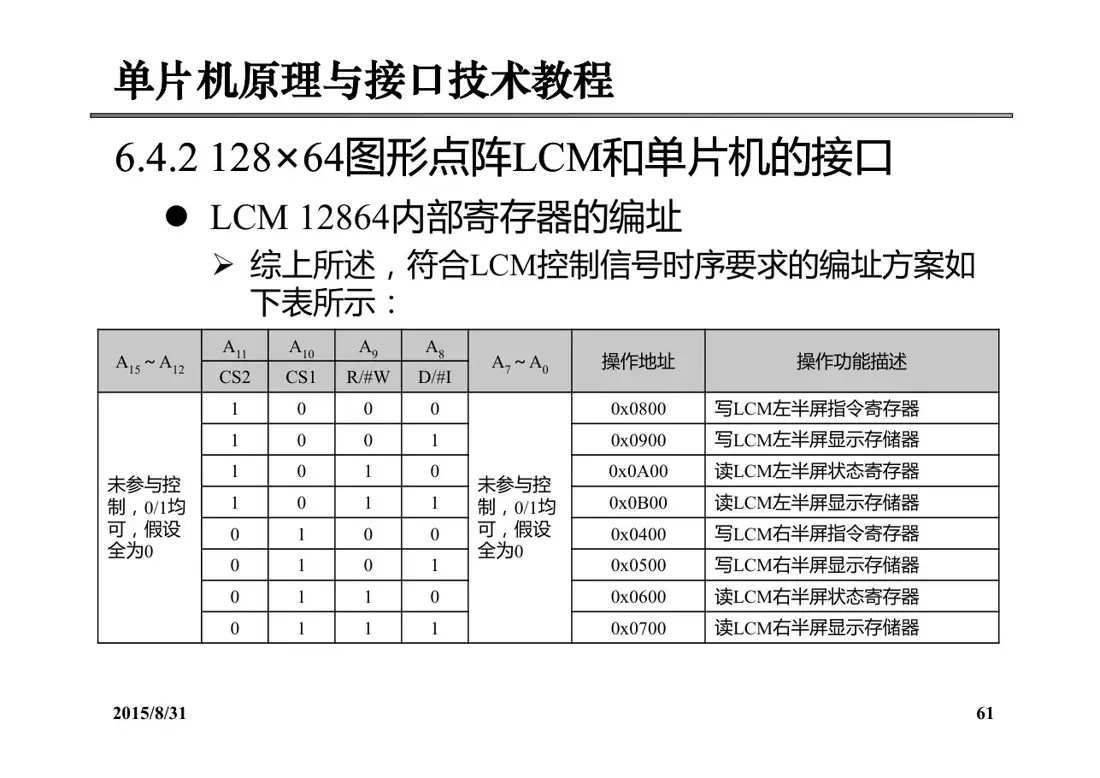 单片机原理与接口技术教程
6.4.2 128×64图形点阵LCM和单片机的接口
● LCM 12864内部寄存器的编址
➢ 综上所述，符合LCM控制信号时序要求的编址方案如
下表所示：
A15～A12 A11 A10 A9 A8 A7～A0 操作地址 操作功能描述
CS2 CS1 R/#W D/#I
未参与控
制，0/1均
可，假设
全为0
1 0 0 0
1 0 0 1
1 0 1 0
1 0 1 1
0 1 0 0
0 1 0 1
0 1 1 0
0 1 1 1
未参与控
制，0/1均
可，假设
全为0
0x0800 写LCM左半屏指令寄存器
0x0900 写LCM左半屏显示存储器
0x0A00 读LCM左半屏状态寄存器
0x0B00 读LCM左半屏显示存储器
0x0400 写LCM右半屏指令寄存器
0x0500 写LCM右半屏显示存储器
0x0600 读LCM右半屏状态寄存器
0x0700 读LCM右半屏显示存储器
2015/8/31 61